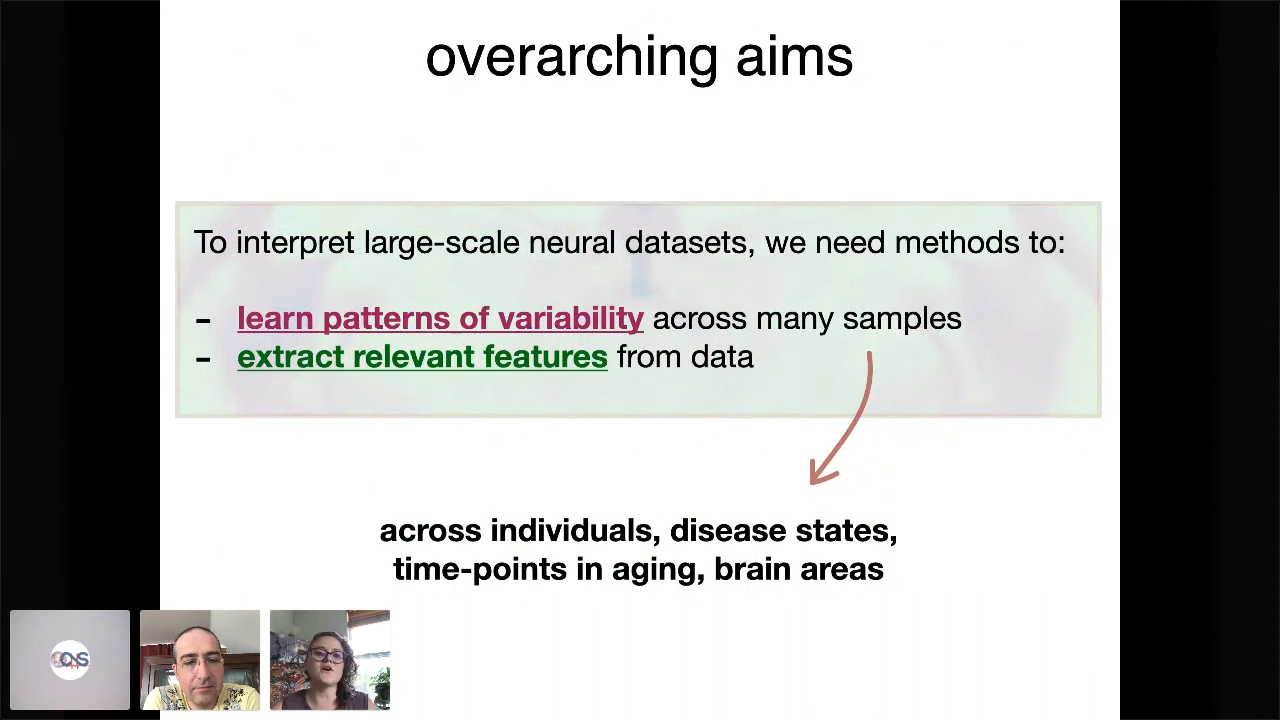 overarching aims
To interpret large-scale neural datasets, we need methods to:
- learn patterns of variability across many samples
- extract relevant features from data
across individuals, disease states,
time-points in aging, brain areas